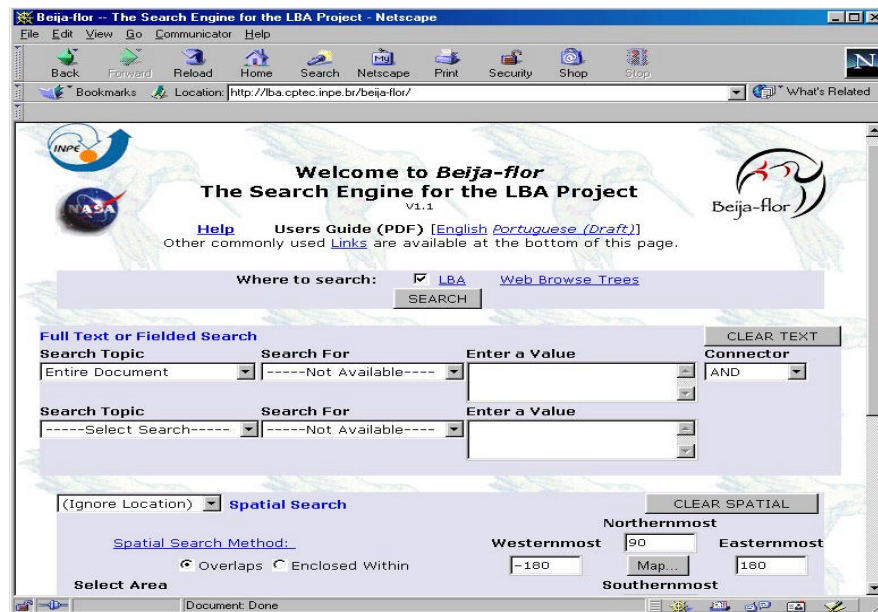 Beija-flor -- The Search Engine for the LBA Project - Netscape
File Edit View Go Communicator Help
Back Forward Reload Home Search Netscape Print Security Shop Stop
My
N
Bookmarks Location: http://lba.cptec.inpe.br/beija-flor/ What's Related
INPE
NASA
Welcome to Beija-flor
The Search Engine for the LBA Project
V1.1
Beija-flor
Help Users Guide (PDF) [English Portuguese (Draft)]
Other commonly used Links are available at the bottom of this page.
Where to search: LBA Web Browse Trees
SEARCH
Full Text or Fielded Search CLEAR TEXT
Search Topic Search For Enter a Value Connector
Entire Document -----Not Available---- AND
Search Topic Search For Enter a Value
-----Select Search----- -----Not Available----
(Ignore Location) Spatial Search CLEAR SPATIAL
Northernmost
Spatial Search Method: Westernmost 90 Easternmost
Overlaps Enclosed Within -180 Map... 180
Select Area Southernmost
Document: Done